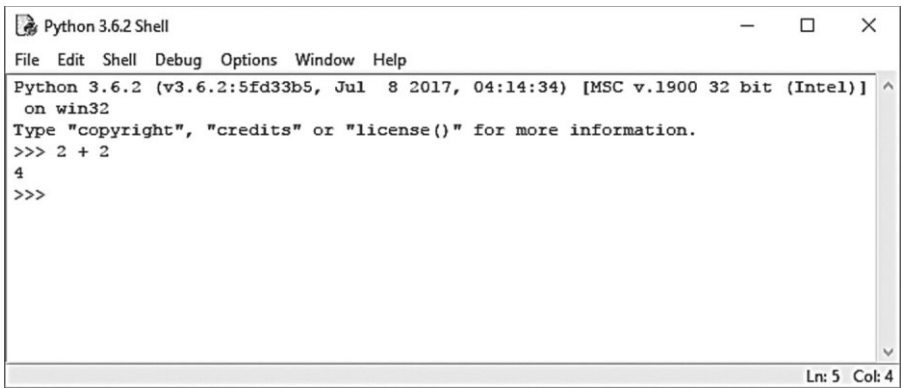 Python 3.6.2 Shell
File Edit Shell Debug Options Window Help
Python 3.6.2 (v3.6.2:5fd33b5, Jul  8 2017, 04:14:34) [MSC v.1900 32 bit (Intel)]
 on win32
Type "copyright", "credits" or "license()" for more information.
>>> 2 + 2
4
>>>
Ln: 5 Col: 4